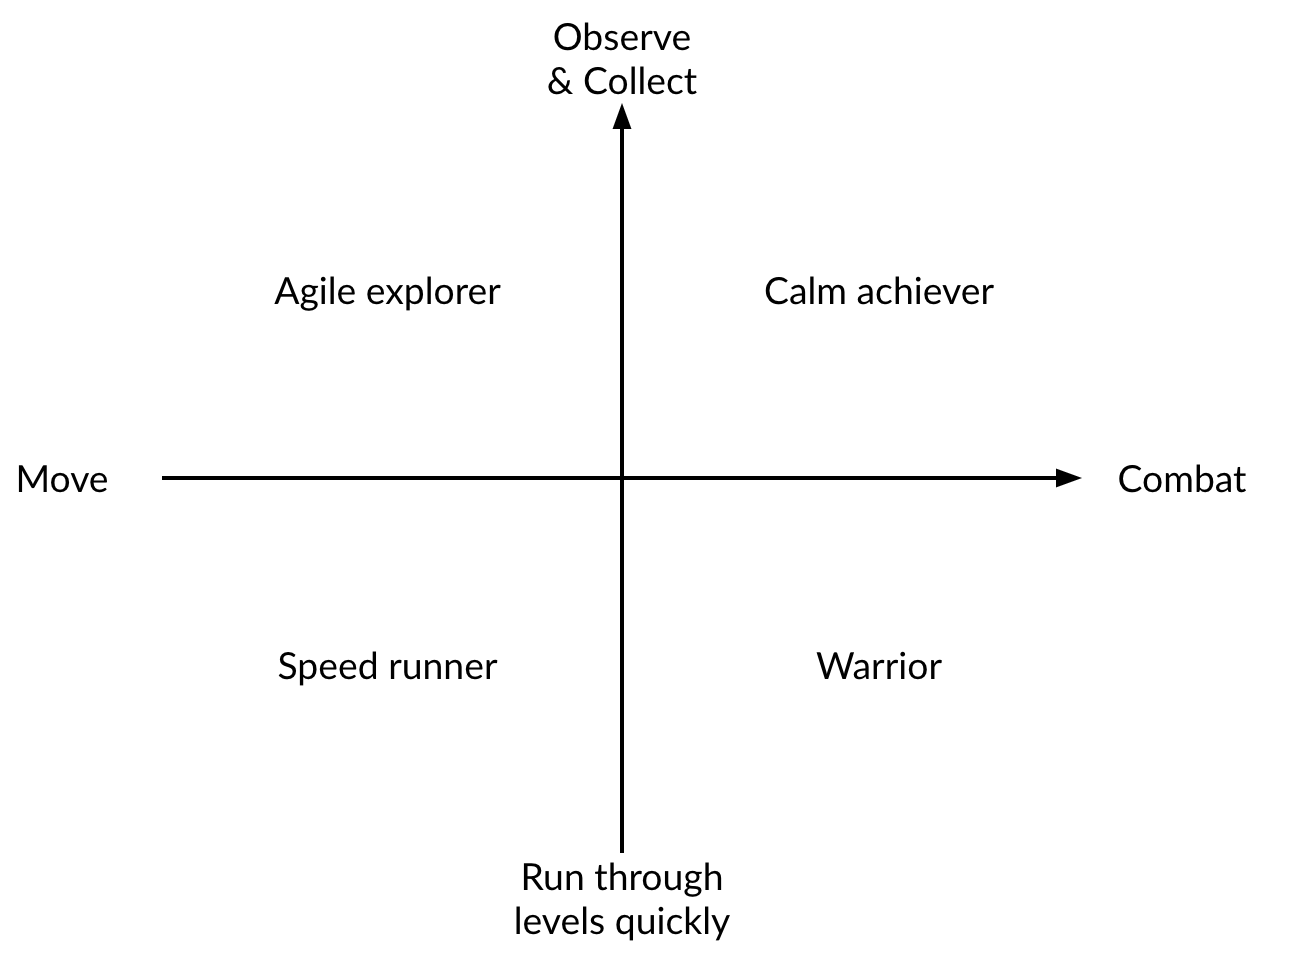 Observe
& Collect
Agile explorer
Calm achiever
Move
Combat
Speed runner
Warrior
Run through
levels quickly